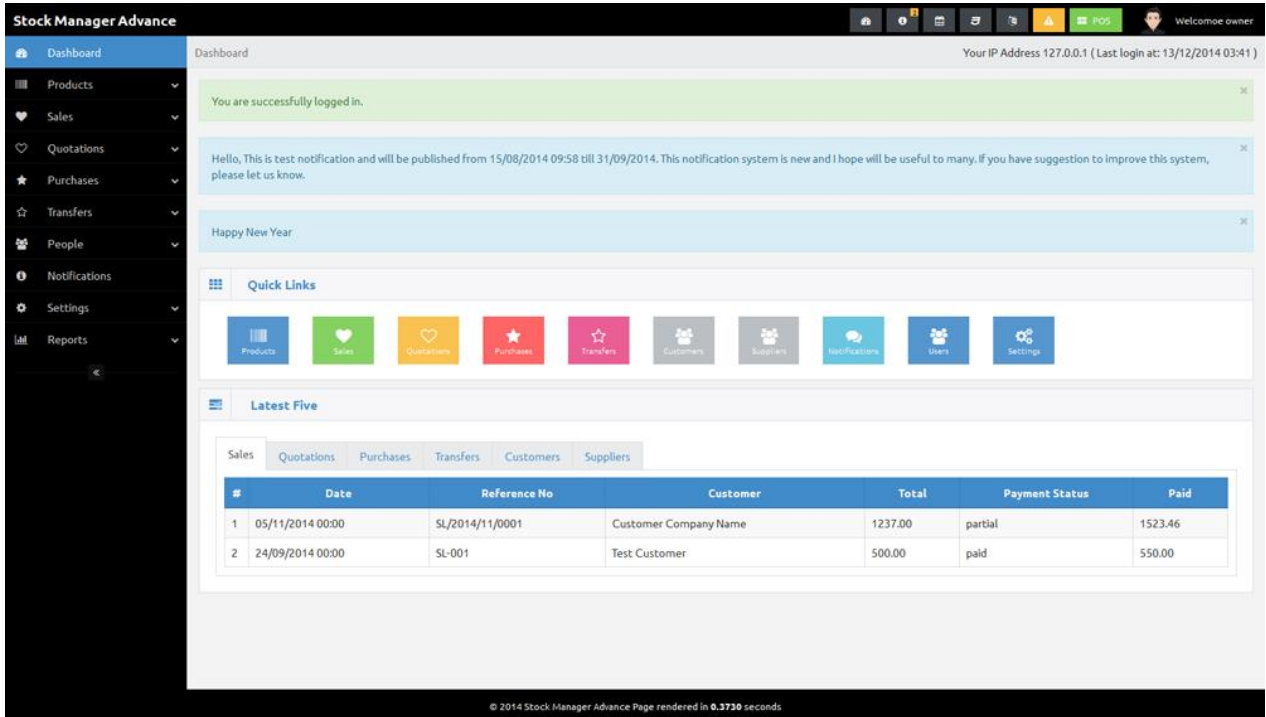 Stock Manager Advance
2
POS
Welcomoe owner
Dashboard
Products
Sales
Quotations
Purchases
Transfers
People
Notifications
Settings
Reports
Dashboard
Your IP Address 127.0.0.1 ( Last login at: 13/12/2014 03:41 )
You are successfully logged in.
Hello, This is test notification and will be published from 15/08/2014 09:58 till 31/09/2014. This notification system is new and I hope will be useful to many. If you have suggestion to improve this system,
please let us know.
Happy New Year
Quick Links
Products Sales Quotations Purchases Transfers Customers Suppliers Notifications Users Settings
Latest Five
Sales Quotations Purchases Transfers Customers Suppliers
# Date Reference No Customer Total Payment Status Paid
1 05/11/2014 00:00 SL/2014/11/0001 Customer Company Name 1237.00 partial 1523.46
2 24/09/2014 00:00 SL-001 Test Customer 500.00 paid 550.00
© 2014 Stock Manager Advance Page rendered in 0.3730 seconds